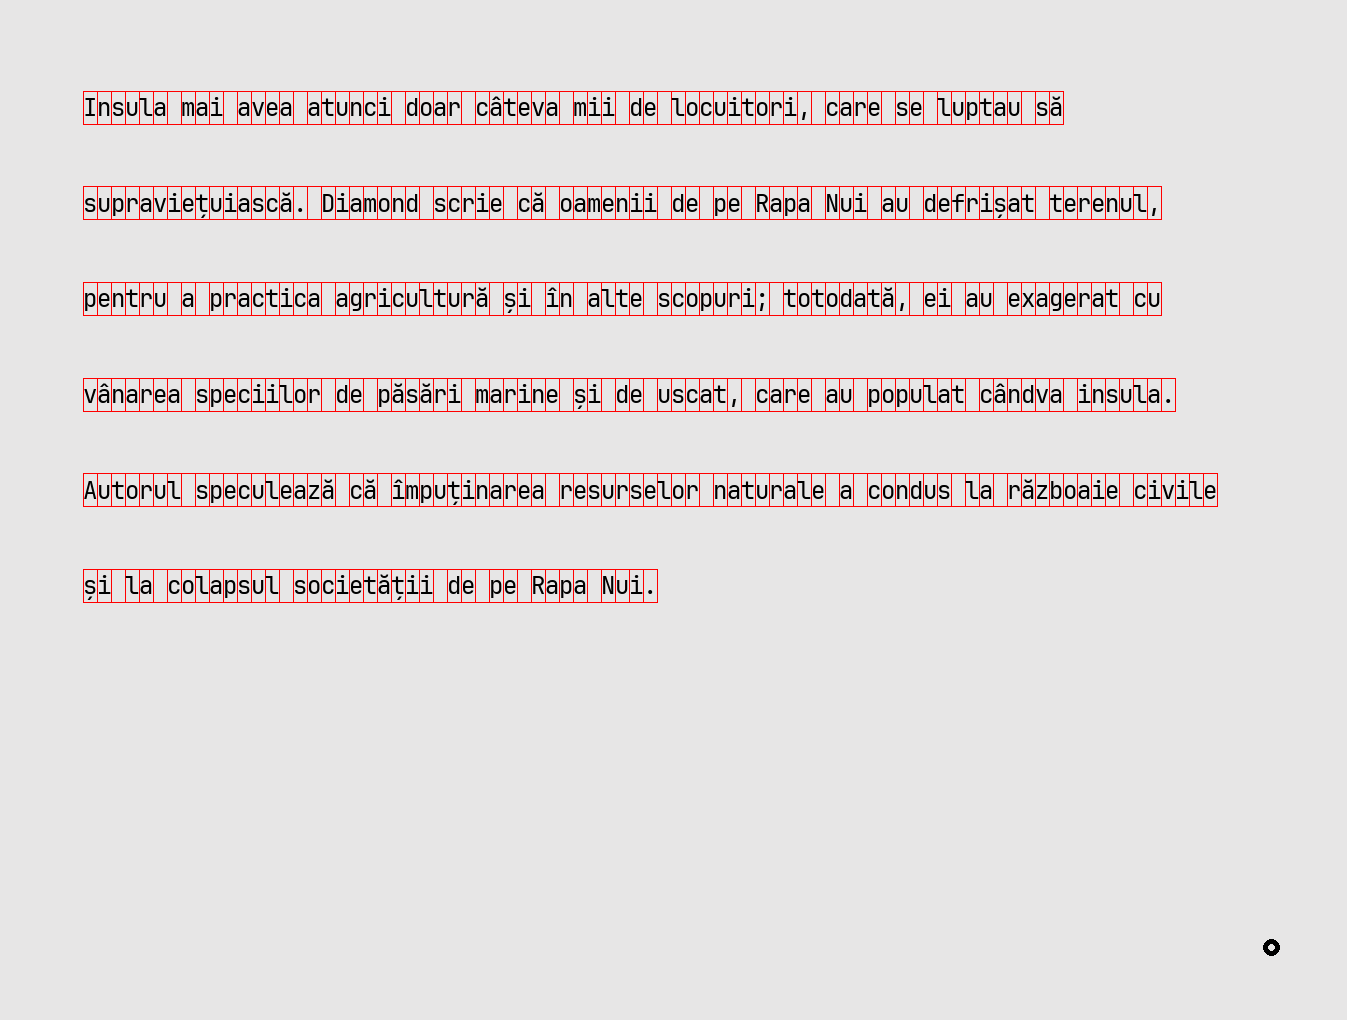 Insula mai avea atunci doar câteva mii de locuitori, care se luptau să
supraviețuiască. Diamond scrie că oamenii de pe Rapa Nui au defrișat terenul,
pentru a practica agricultură și în alte scopuri; totodată, ei au exagerat cu
vânarea speciilor de păsări marine și de uscat, care au populat cândva insula.
Autorul speculează că împuținarea resurselor naturale a condus la războaie civile
și la colapsul societății de pe Rapa Nui.